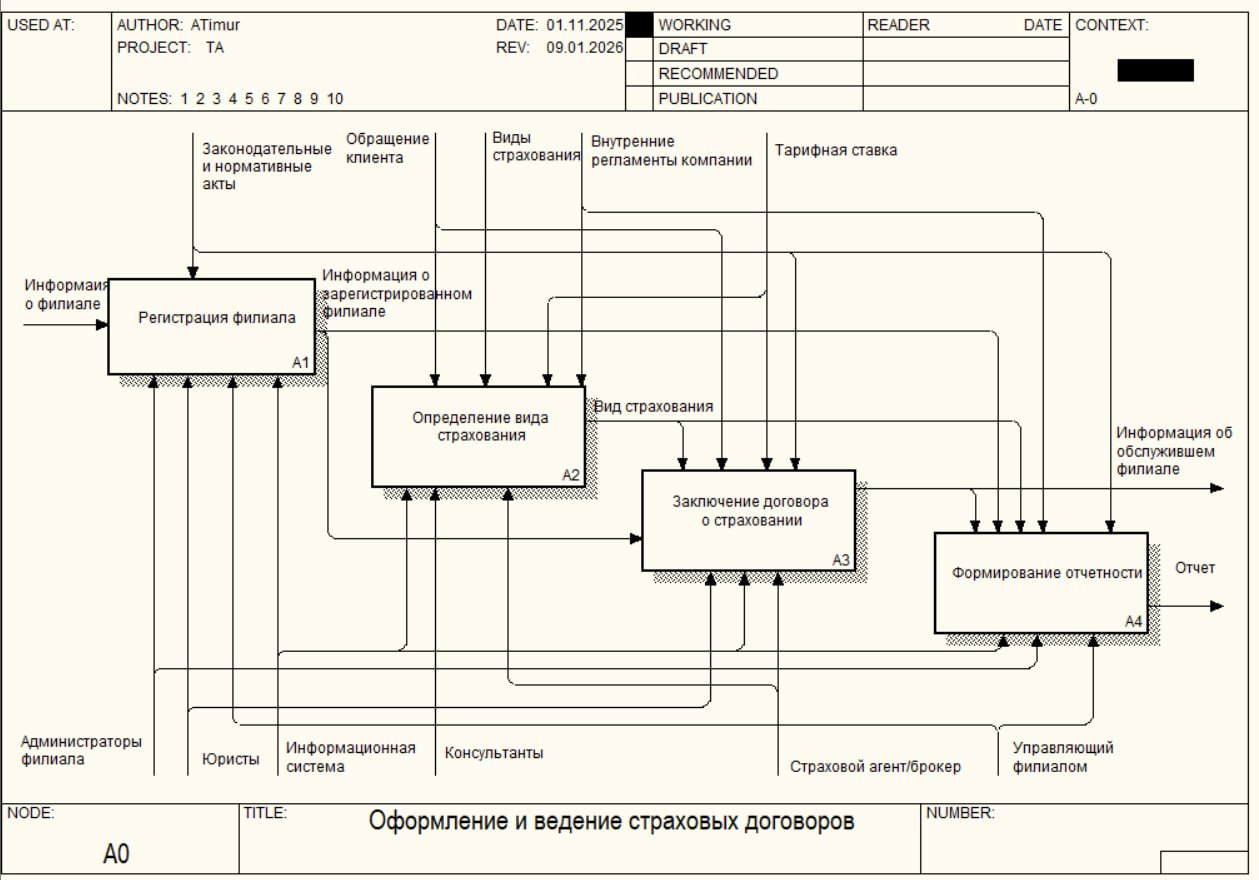 USED AT:
AUTHOR: ATimur
DATE: 01.11.2025
WORKING
READER
DATE
CONTEXT:
PROJECT: TA
REV: 09.01.2026
DRAFT
RECOMMENDED
NOTES: 1 2 3 4 5 6 7 8 9 10
PUBLICATION
A-0
Законодательные
и нормативные
акты
Обращение
клиента
Виды
страхования
Внутренние
регламенты компании
Тарифная ставка
Информаия
о филиале
Регистрация филиала
A1
Информация о
зарегистрированном
филиале
Определение вида
страхования
A2
Вид страхования
Заключение договора
о страховании
A3
Информация об
обслужившем
филиале
Формирование отчетности
A4
Отчет
Администраторы
филиала
Юристы
Информационная
система
Консультанты
Страховой агент/брокер
Управляющий
филиалом
NODE:
A0
TITLE:
Оформление и ведение страховых договоров
NUMBER: